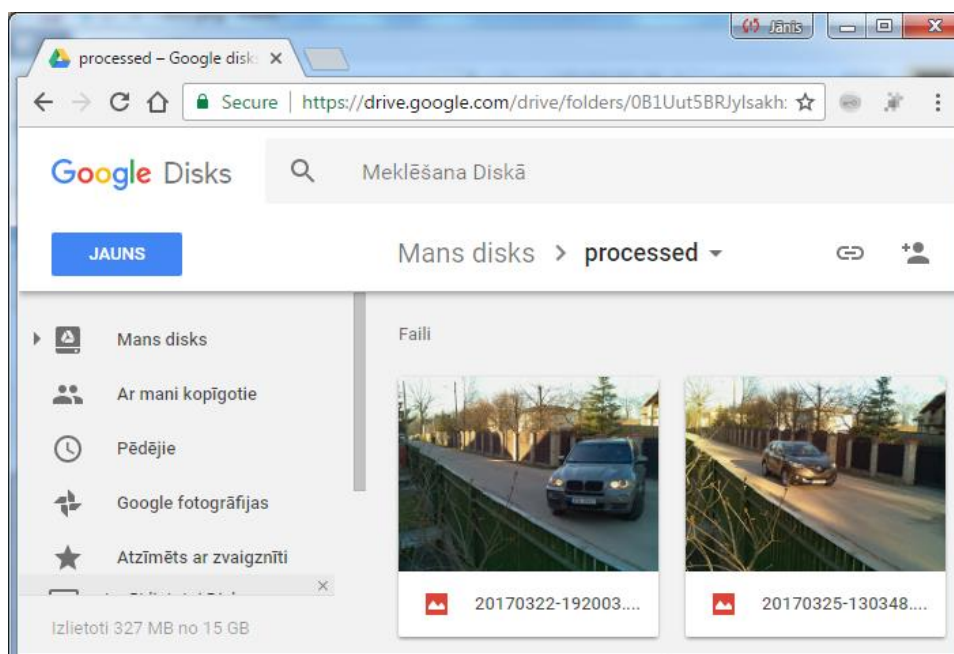 Jānis
processed – Google disk
Secure | https://drive.google.com/drive/folders/0B1Uut5BRJylsakh:
Google Disks
Meklēšana Diskā
JAUNS
Mans disks > processed
Mans disks
Ar mani kopīgotie
Pēdējie
Google fotogrāfijas
Atzīmēts ar zvaigznīti
Izlietoti 327 MB no 15 GB
Faili
20170322-192003....
20170325-130348....